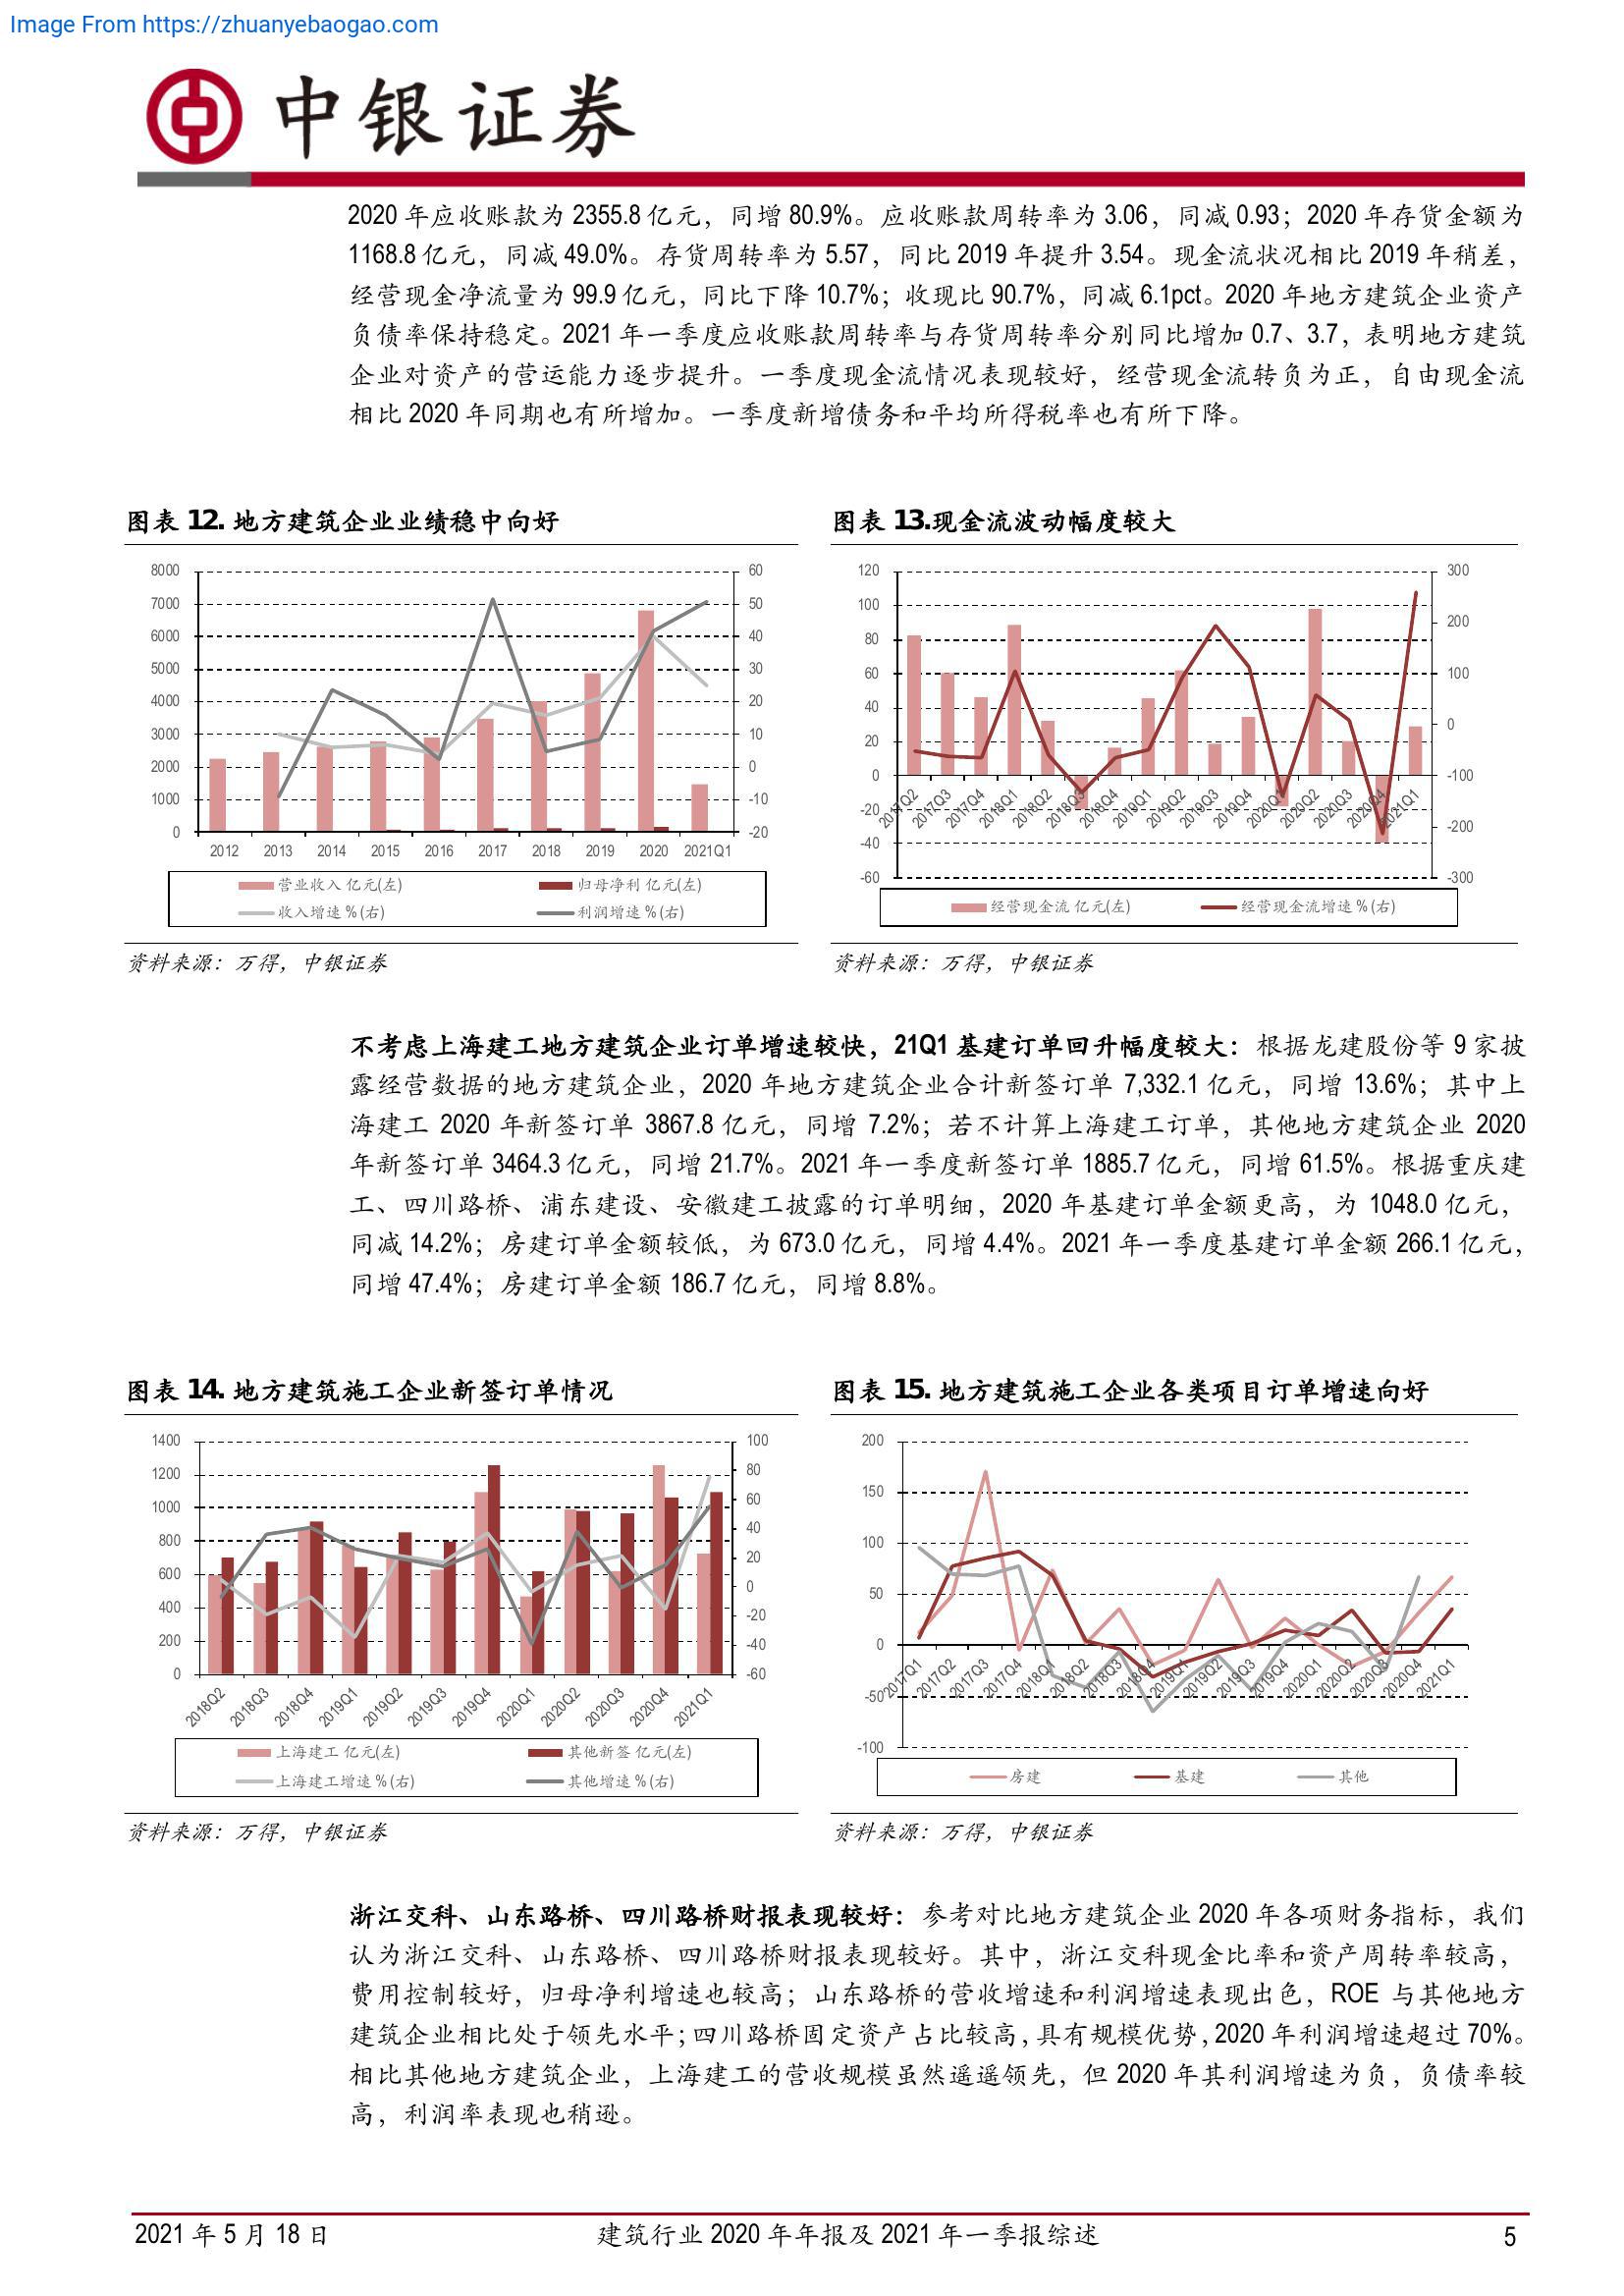 Image From https://zhuanyebaogao.com
中银证券
2020 年应收账款为 2355.8 亿元，同增 80.9%。应收账款周转率为 3.06，同减 0.93；2020 年存货金额为
1168.8 亿元，同减 49.0%。存货周转率为 5.57，同比 2019 年提升 3.54。现金流状况相比 2019 年稍差，
经营现金净流量为 99.9 亿元，同比下降 10.7%；收现比 90.7%，同减 6.1pct。2020 年地方建筑企业资产
负债率保持稳定。2021 年一季度应收账款周转率与存货周转率分别同比增加 0.7、3.7，表明地方建筑
企业对资产的营运能力逐步提升。一季度现金流情况表现较好，经营现金流转负为正，自由现金流
相比 2020 年同期也有所增加。一季度新增债务和平均所得税率也有所下降。
图表 12. 地方建筑企业业绩稳中向好
8000
7000
6000
5000
4000
3000
2000
1000
0
60
50
40
30
20
10
0
-10
-20
2012 2013 2014 2015 2016 2017 2018 2019 2020 2021Q1
营业收入 亿元(左) 归母净利 亿元(左)
收入增速 %(右) 利润增速 %(右)
资料来源：万得，中银证券
图表 13.现金流波动幅度较大
120
100
80
60
40
20
0
-20
-40
-60
300
200
100
0
-100
-200
-300
2017Q2 2017Q3 2017Q4 2018Q1 2018Q2 2018Q3 2018Q4 2019Q1 2019Q2 2019Q3 2019Q4 2020Q1 2020Q2 2020Q3 2020Q4 2021Q1
经营现金流 亿元(左) 经营现金流增速 %(右)
资料来源：万得，中银证券
不考虑上海建工地方建筑企业订单增速较快，21Q1 基建订单回升幅度较大：根据龙建股份等 9 家披
露经营数据的地方建筑企业，2020 年地方建筑企业合计新签订单 7,332.1 亿元，同增 13.6%；其中上
海建工 2020 年新签订单 3867.8 亿元，同增 7.2%；若不计算上海建工订单，其他地方建筑企业 2020
年新签订单 3464.3 亿元，同增 21.7%。2021 年一季度新签订单 1885.7 亿元，同增 61.5%。根据重庆建
工、四川路桥、浦东建设、安徽建工披露的订单明细，2020 年基建订单金额更高，为 1048.0 亿元，
同减 14.2%；房建订单金额较低，为 673.0 亿元，同增 4.4%。2021 年一季度基建订单金额 266.1 亿元，
同增 47.4%；房建订单金额 186.7 亿元，同增 8.8%。
图表 14. 地方建筑施工企业新签订单情况
1400
1200
1000
800
600
400
200
0
100
80
60
40
20
0
-20
-40
-60
2018Q2 2018Q3 2018Q4 2019Q1 2019Q2 2019Q3 2019Q4 2020Q1 2020Q2 2020Q3 2020Q4 2021Q1
上海建工 亿元(左) 其他新签 亿元(左)
上海建工增速 %(右) 其他增速 %(右)
资料来源：万得，中银证券
图表 15. 地方建筑施工企业各类项目订单增速向好
200
150
100
50
0
-50
-100
2017Q1 2017Q2 2017Q3 2017Q4 2018Q1 2018Q2 2018Q3 2018Q4 2019Q1 2019Q2 2019Q3 2019Q4 2020Q1 2020Q2 2020Q3 2020Q4 2021Q1
房建 基建 其他
资料来源：万得，中银证券
浙江交科、山东路桥、四川路桥财报表现较好：参考对比地方建筑企业 2020 年各项财务指标，我们
认为浙江交科、山东路桥、四川路桥财报表现较好。其中，浙江交科现金比率和资产周转率较高，
费用控制较好，归母净利增速也较高；山东路桥的营收增速和利润增速表现出色，ROE 与其他地方
建筑企业相比处于领先水平；四川路桥固定资产占比较高，具有规模优势，2020 年利润增速超过 70%。
相比其他地方建筑企业，上海建工的营收规模虽然遥遥领先，但 2020 年其利润增速为负，负债率较
高，利润率表现也稍逊。
2021 年 5 月 18 日 建筑行业 2020 年年报及 2021 年一季报综述 5